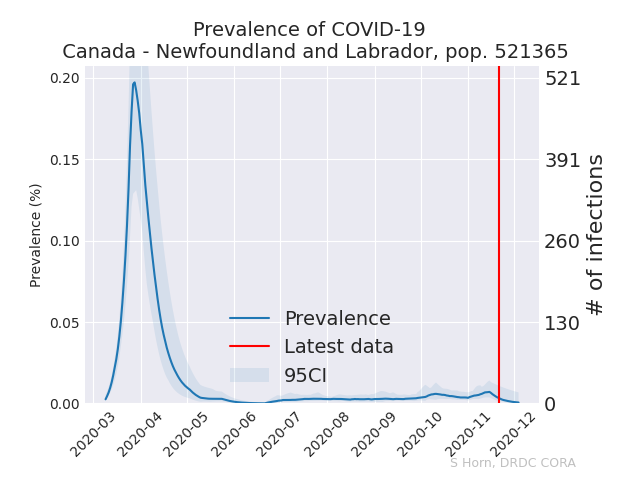 Prevalence of COVID-19
Canada - Newfoundland and Labrador, pop. 521365
0.20
0.15
0.10
0.05
0.00
Prevalence (%)
521
391
260
130
0
# of infections
Prevalence
Latest data
95CI
2020-03
2020-04
2020-05
2020-06
2020-07
2020-08
2020-09
2020-10
2020-11
2020-12
S Horn, DRDC CORA